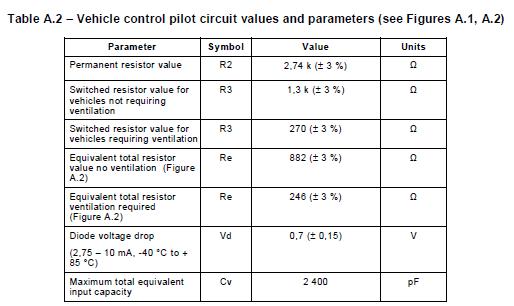 Table A.2 – Vehicle control pilot circuit values and parameters (see Figures A.1, A.2)
Parameter Symbol Value Units
Permanent resistor value R2 2,74 k (± 3 %) Ω
Switched resistor value for R3 1,3 k (± 3 %) Ω
vehicles not requiring
ventilation
Switched resistor value for R3 270 (± 3 %) Ω
vehicles requiring ventilation
Equivalent total resistor Re 882 (± 3 %) Ω
value no ventilation (Figure
A.2)
Equivalent total resistor Re 246 (± 3 %) Ω
ventilation required
(Figure A.2)
Diode voltage drop Vd 0,7 (± 0,15) V
(2,75 – 10 mA, -40 °C to +
85 °C)
Maximum total equivalent Cv 2 400 pF
input capacity